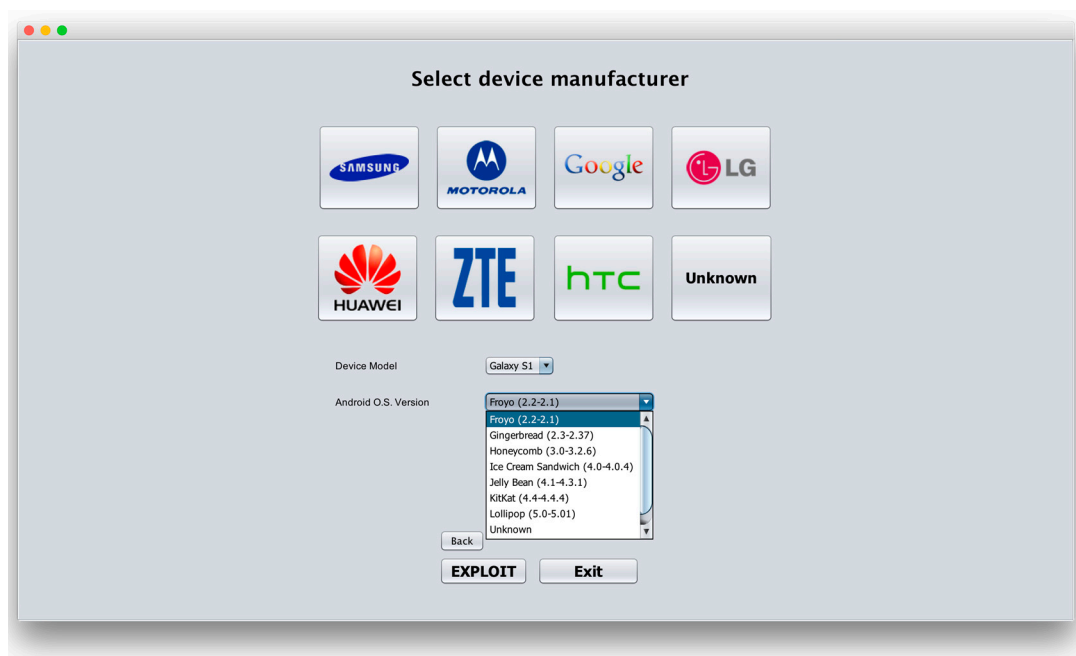 Select device manufacturer
SAMSUNG
MOTOROLA
Google
LG
HUAWEI
ZTE
hTC
Unknown
Device Model
Galaxy S1
Android O.S. Version
Froyo (2.2-2.1)
Froyo (2.2-2.1)
Gingerbread (2.3-2.37)
Honeycomb (3.0-3.2.6)
Ice Cream Sandwich (4.0-4.0.4)
Jelly Bean (4.1-4.3.1)
KitKat (4.4-4.4.4)
Lollipop (5.0-5.01)
Unknown
Back
EXPLOIT
Exit